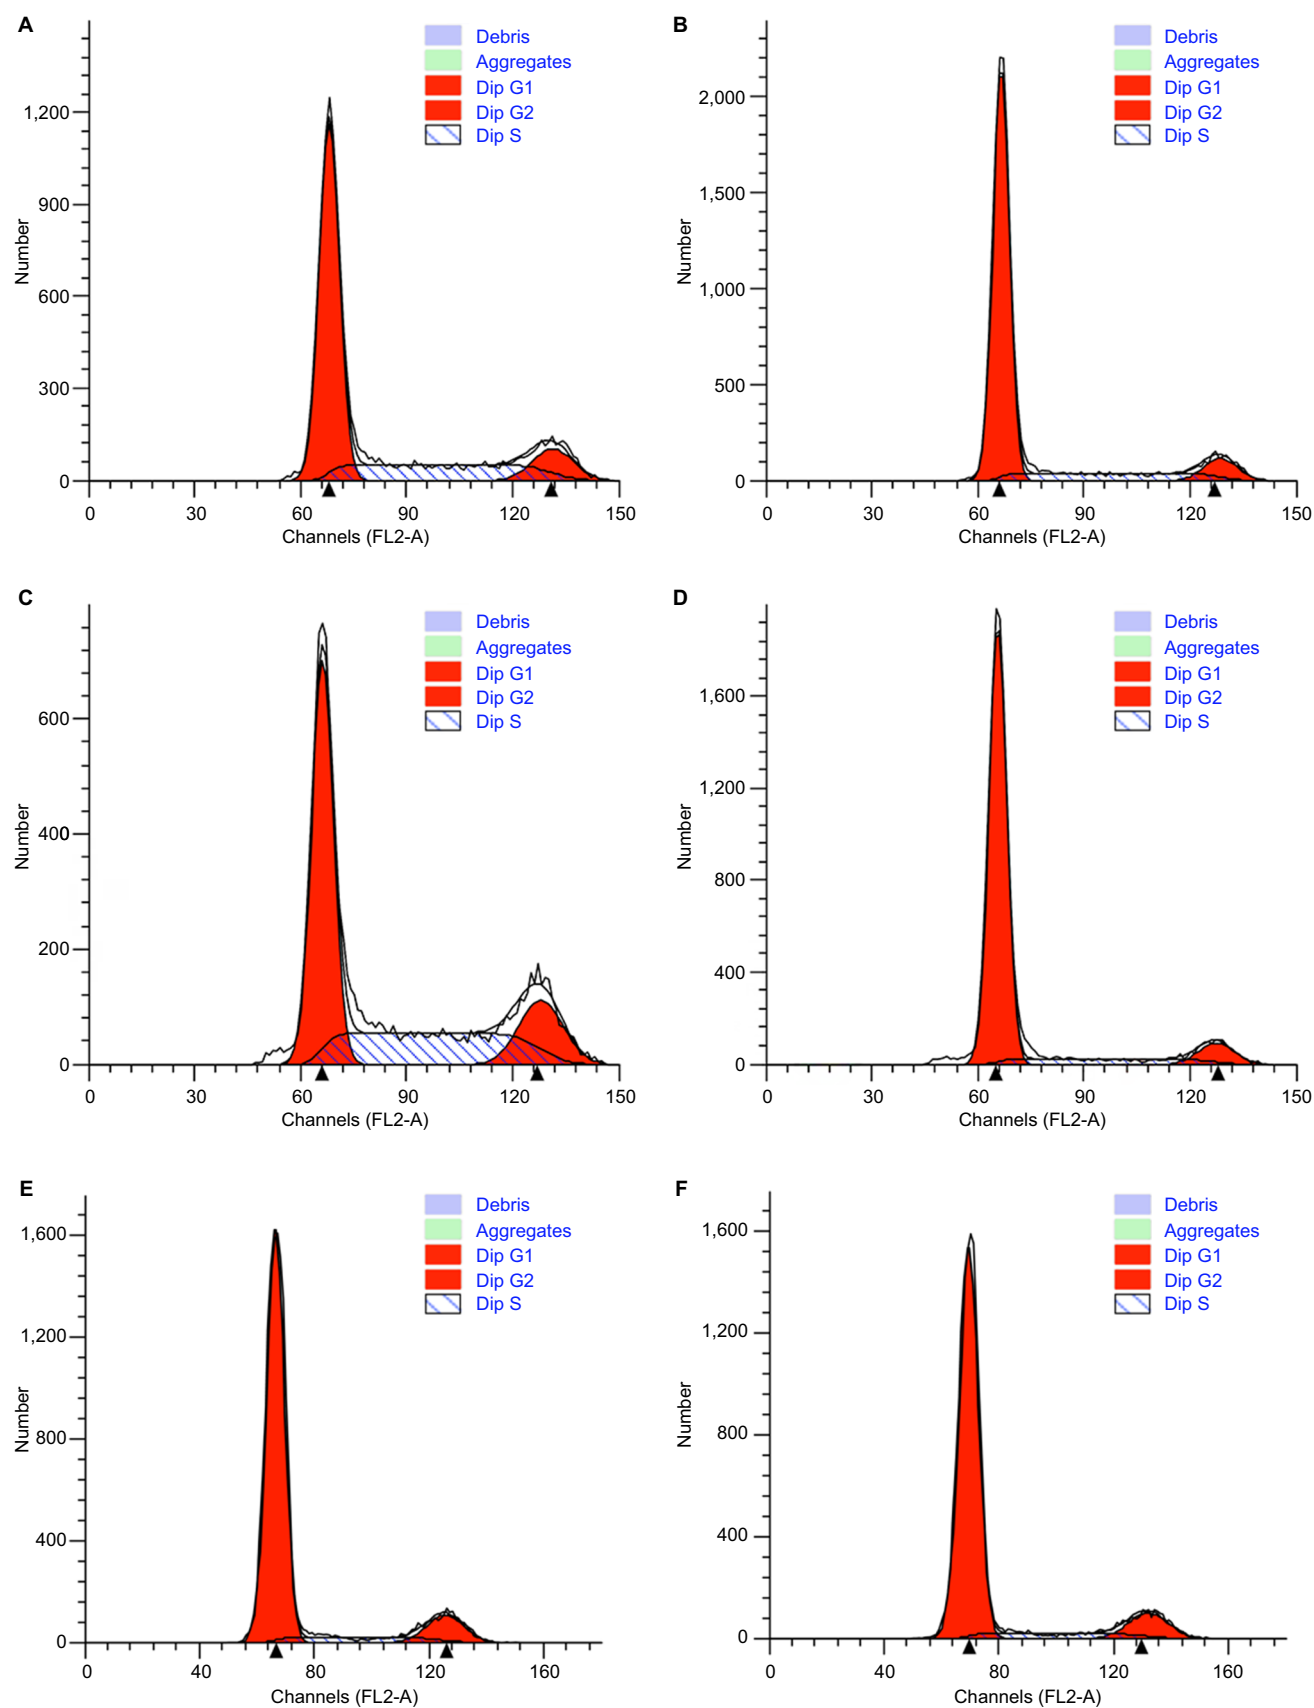 A
Debris
Aggregates
Dip G1
Dip G2
Dip S
1,200
900
600
300
0
Number
0 30 60 90 120 150
Channels (FL2-A)
B
Debris
Aggregates
Dip G1
Dip G2
Dip S
2,000
1,500
1,000
500
0
Number
0 30 60 90 120 150
Channels (FL2-A)
C
Debris
Aggregates
Dip G1
Dip G2
Dip S
600
400
200
0
Number
0 30 60 90 120 150
Channels (FL2-A)
D
Debris
Aggregates
Dip G1
Dip G2
Dip S
1,600
1,200
800
400
0
Number
0 30 60 90 120 150
Channels (FL2-A)
E
Debris
Aggregates
Dip G1
Dip G2
Dip S
1,600
1,200
800
400
0
Number
0 40 80 120 160
Channels (FL2-A)
F
Debris
Aggregates
Dip G1
Dip G2
Dip S
1,600
1,200
800
400
0
Number
0 40 80 120 160
Channels (FL2-A)